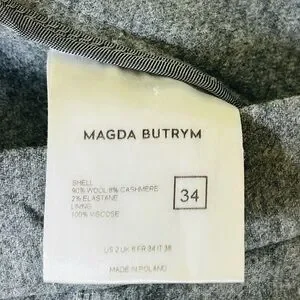 MAGDA BUTRYM
SHELL
90% WOOL 8% CASHMERE
2% ELASTANE
LINING
100% VISCOSE
34
US 2 UK 6 FR 34 IT 38
MADE IN POLAND